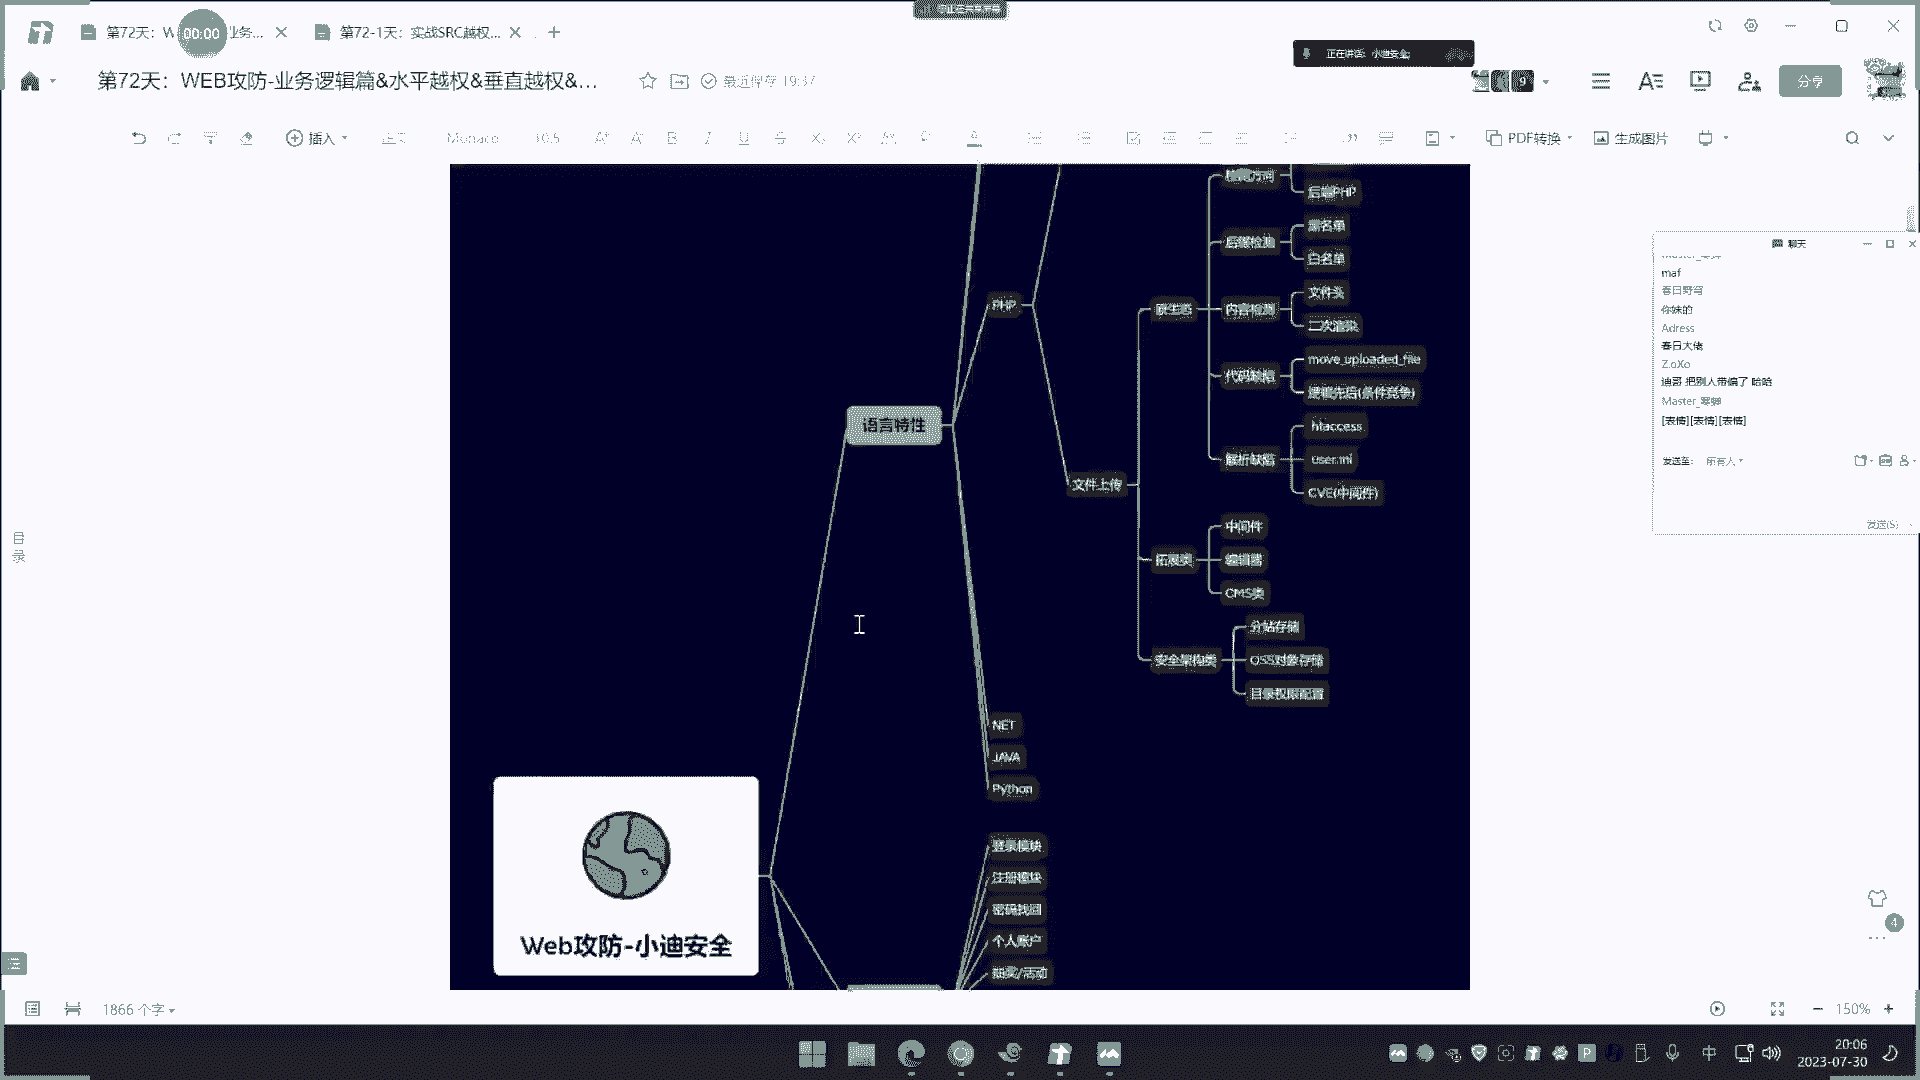 第72天：W
00:00
业务...
第72-1天：实战SRC越权...
正在讲话: 小迪安全;
第72天：WEB攻防-业务逻辑篇&水平越权&垂直越权&...
最近保存 19:37
9
分享
插入
正文
Monaco
10.5
PDF转换
生成图片
后端PHP
后缀检测
黑名单
白名单
PHP
原生态
内容检测
文件头
二次渲染
代码缺陷
move_uploaded_file
逻辑先后(条件竞争)
语言特性
解析缺陷
htaccess
user.ini
CVE(中间件)
文件上传
拓展类
中间件
编辑器
CMS类
安全架构类
分站存储
OSS对象存储
目录权限配置
NET
JAVA
Python
登录模块
注册模块
密码找回
个人账户
抽奖/活动
Web攻防-小迪安全
聊天
maf
春日野穹
你妹的
Adress
春日大佬
Z.oXo
迪哥 把别人带偏了 哈哈
[表情][表情][表情]
发送至:
所有人
发送(S)
目
录
4
1866 个字
150%
中
20:06
2023-07-30